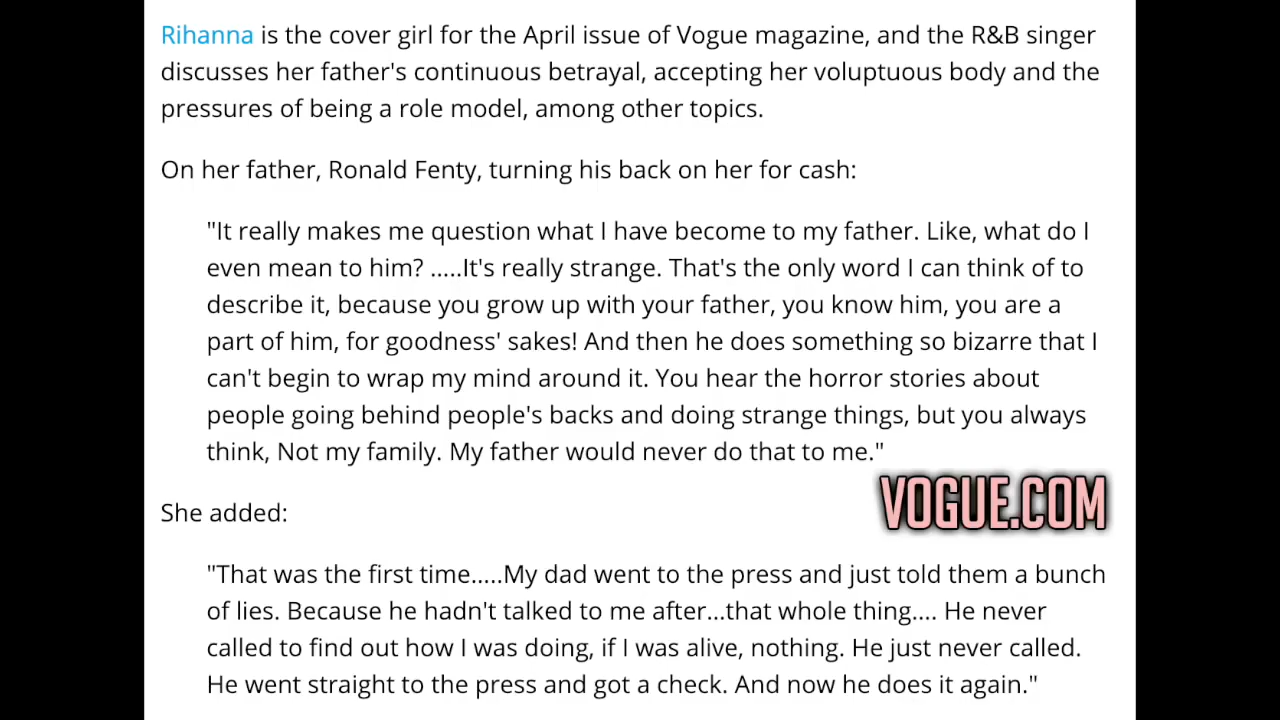 Rihanna is the cover girl for the April issue of Vogue magazine, and the R&B singer
discusses her father's continuous betrayal, accepting her voluptuous body and the
pressures of being a role model, among other topics.
On her father, Ronald Fenty, turning his back on her for cash:
"It really makes me question what I have become to my father. Like, what do I
even mean to him? .....It's really strange. That's the only word I can think of to
describe it, because you grow up with your father, you know him, you are a
part of him, for goodness' sakes! And then he does something so bizarre that I
can't begin to wrap my mind around it. You hear the horror stories about
people going behind people's backs and doing strange things, but you always
think, Not my family. My father would never do that to me."
VOGUE.COM
She added:
"That was the first time.....My dad went to the press and just told them a bunch
of lies. Because he hadn't talked to me after...that whole thing.... He never
called to find out how I was doing, if I was alive, nothing. He just never called.
He went straight to the press and got a check. And now he does it again."